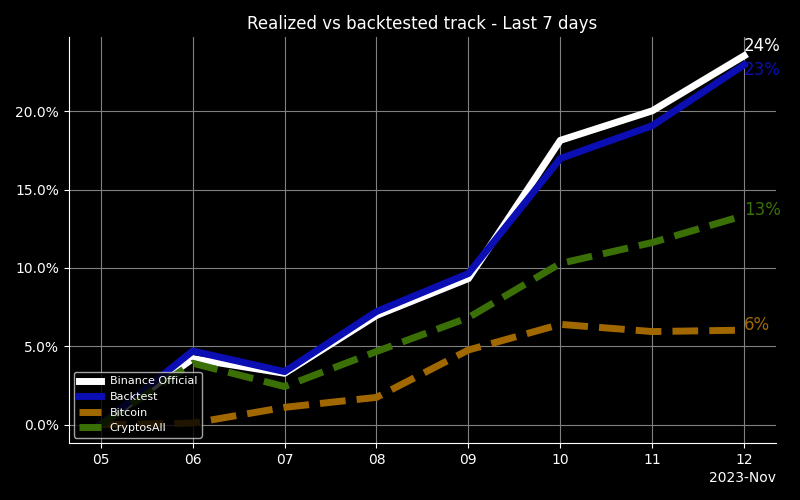 Realized vs backtested track - Last 7 days
24%
23%
20.0%
15.0%
13%
10.0%
6%
5.0%
Binance Official
Backtest
Bitcoin
CryptosAll
0.0%
05 06 07 08 09 10 11 12
2023-Nov